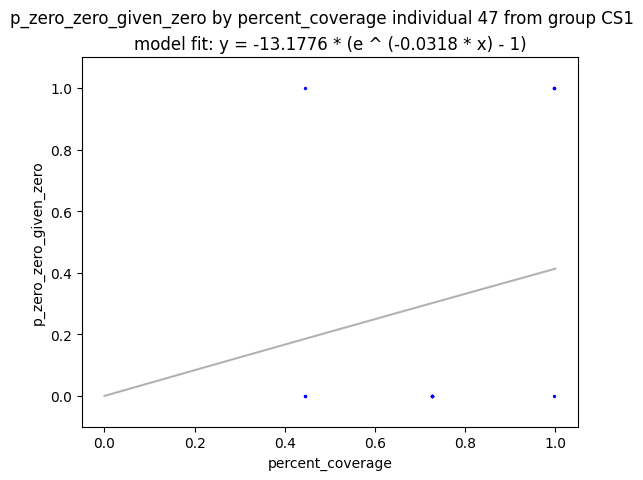 p_zero_zero_given_zero by percent_coverage individual 47 from group CS1
model fit: y = -13.1776 * (e ^ (-0.0318 * x) - 1)
1.0
0.8
0.6
0.4
0.2
0.0
p_zero_zero_given_zero
0.0 0.2 0.4 0.6 0.8 1.0
percent_coverage